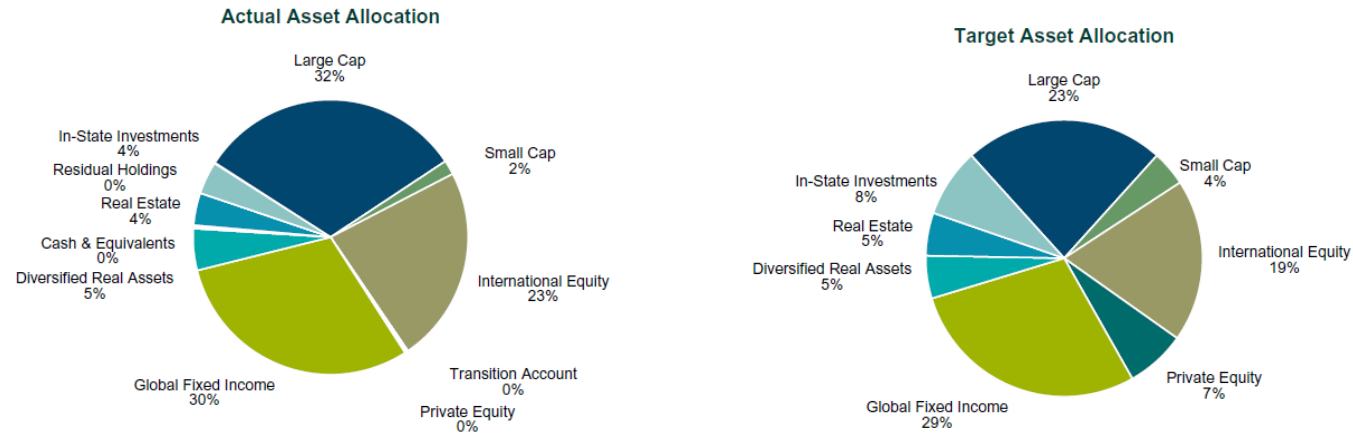 Actual Asset Allocation
Large Cap
32%
Small Cap
2%
International Equity
23%
Transition Account
0%
Private Equity
0%
Global Fixed Income
30%
Diversified Real Assets
5%
Cash & Equivalents
0%
Real Estate
4%
Residual Holdings
0%
In-State Investments
4%
Target Asset Allocation
Large Cap
23%
Small Cap
4%
International Equity
19%
Private Equity
7%
Global Fixed Income
29%
Diversified Real Assets
5%
Real Estate
5%
In-State Investments
8%